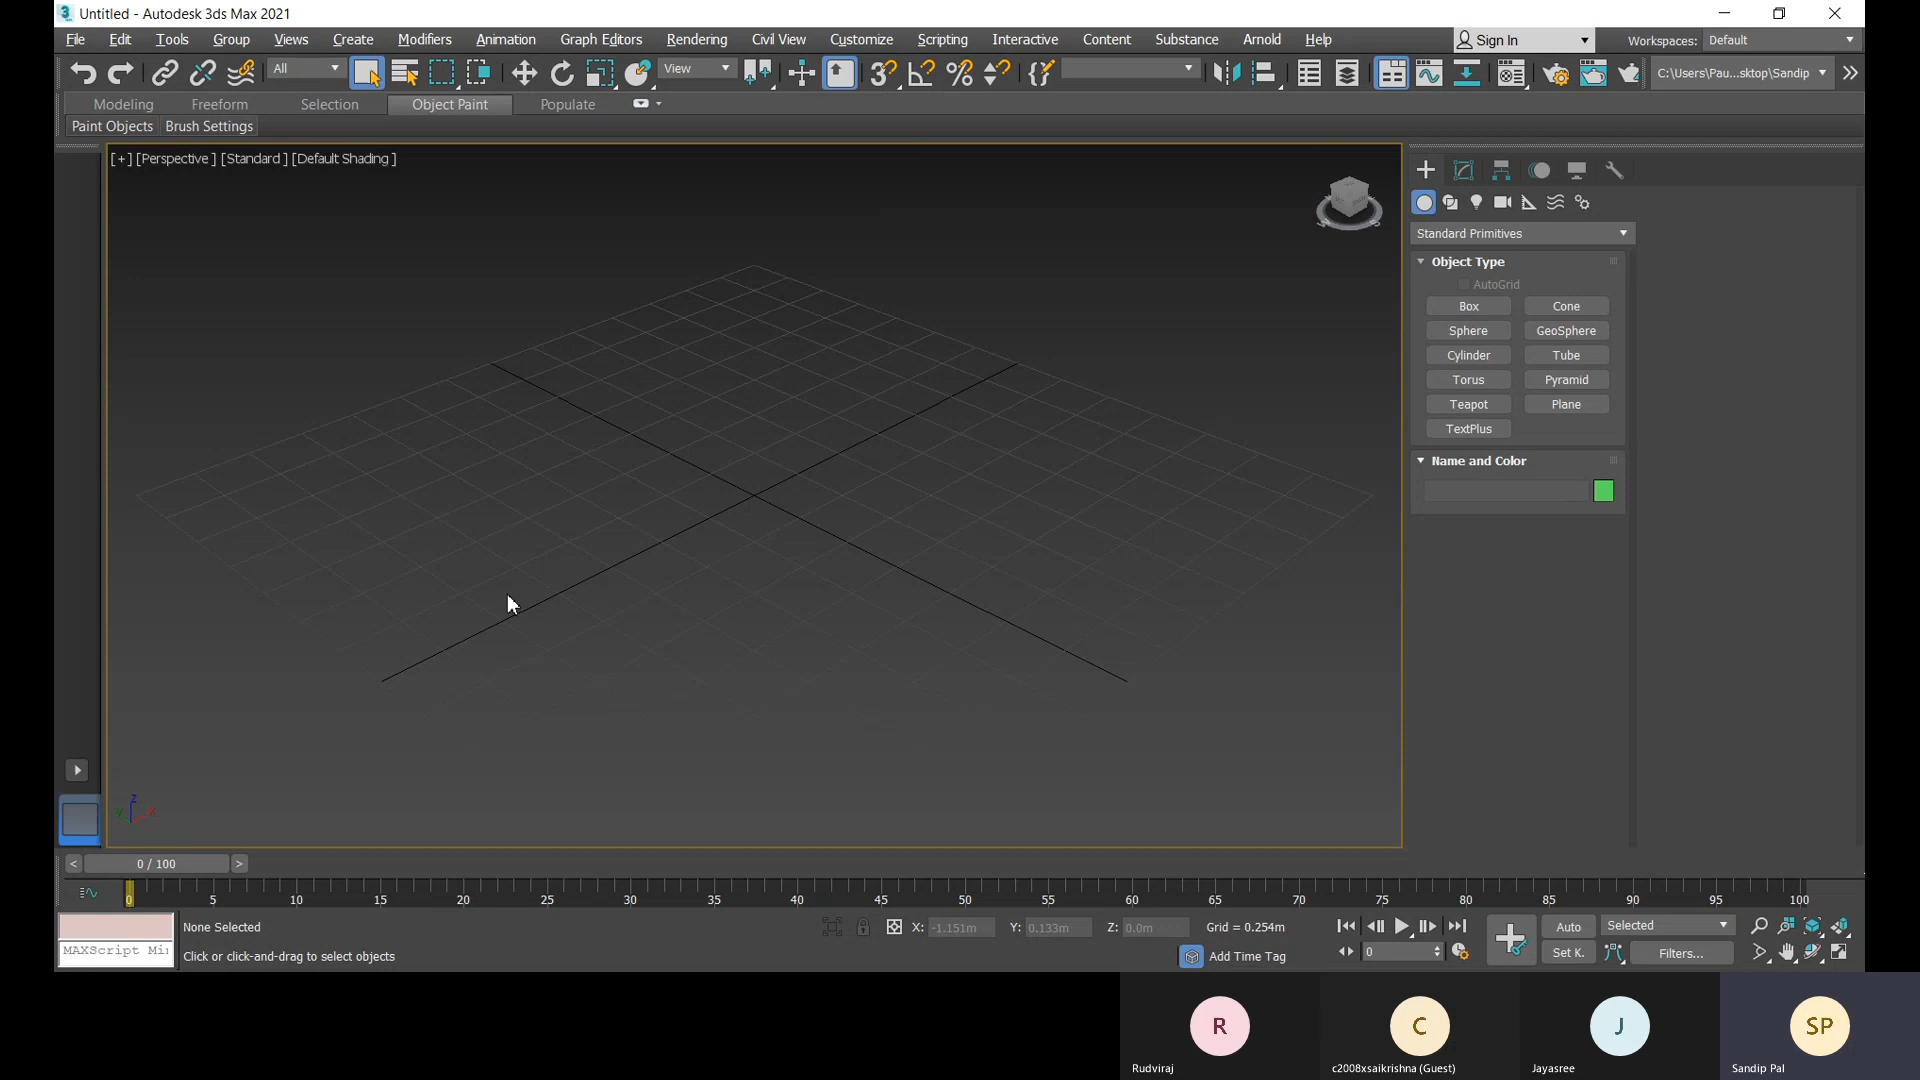 Untitled - Autodesk 3ds Max 2021
File Edit Tools Group Views Create Modifiers Animation Graph Editors Rendering Civil View Customize Scripting Interactive Content Substance Arnold Help
Sign In
Workspaces: Default
All
View
C:\Users\Pau...sktop\Sandip
Modeling Freeform Selection Object Paint Populate
Paint Objects Brush Settings
[+] [Perspective ] [Standard ] [Default Shading ]
Standard Primitives
Object Type
AutoGrid
Box Cone
Sphere GeoSphere
Cylinder Tube
Torus Pyramid
Teapot Plane
TextPlus
Name and Color
z
y x
< 0 / 100 >
0 5 10 15 20 25 30 35 40 45 50 55 60 65 70 75 80 85 90 95 100
None Selected
X: -1.151m Y: 0.133m Z: 0.0m Grid = 0.254m
Auto Selected
MAXScript Mi
Click or click-and-drag to select objects
Add Time Tag
0
Set K. Filters...
R C J SP
Rudviraj c2008xsaikrishna (Guest) Jayasree Sandip Pal